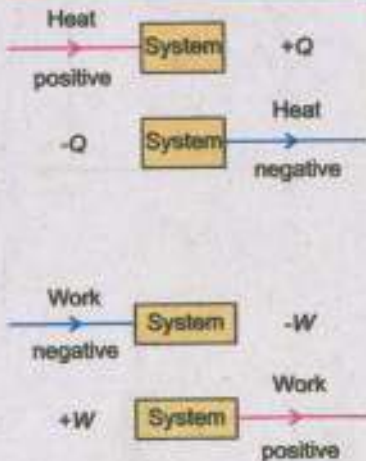 Heat
System +Q
positive
Heat
-Q System
negative
Work
System -W
negative
Work
+W System
positive